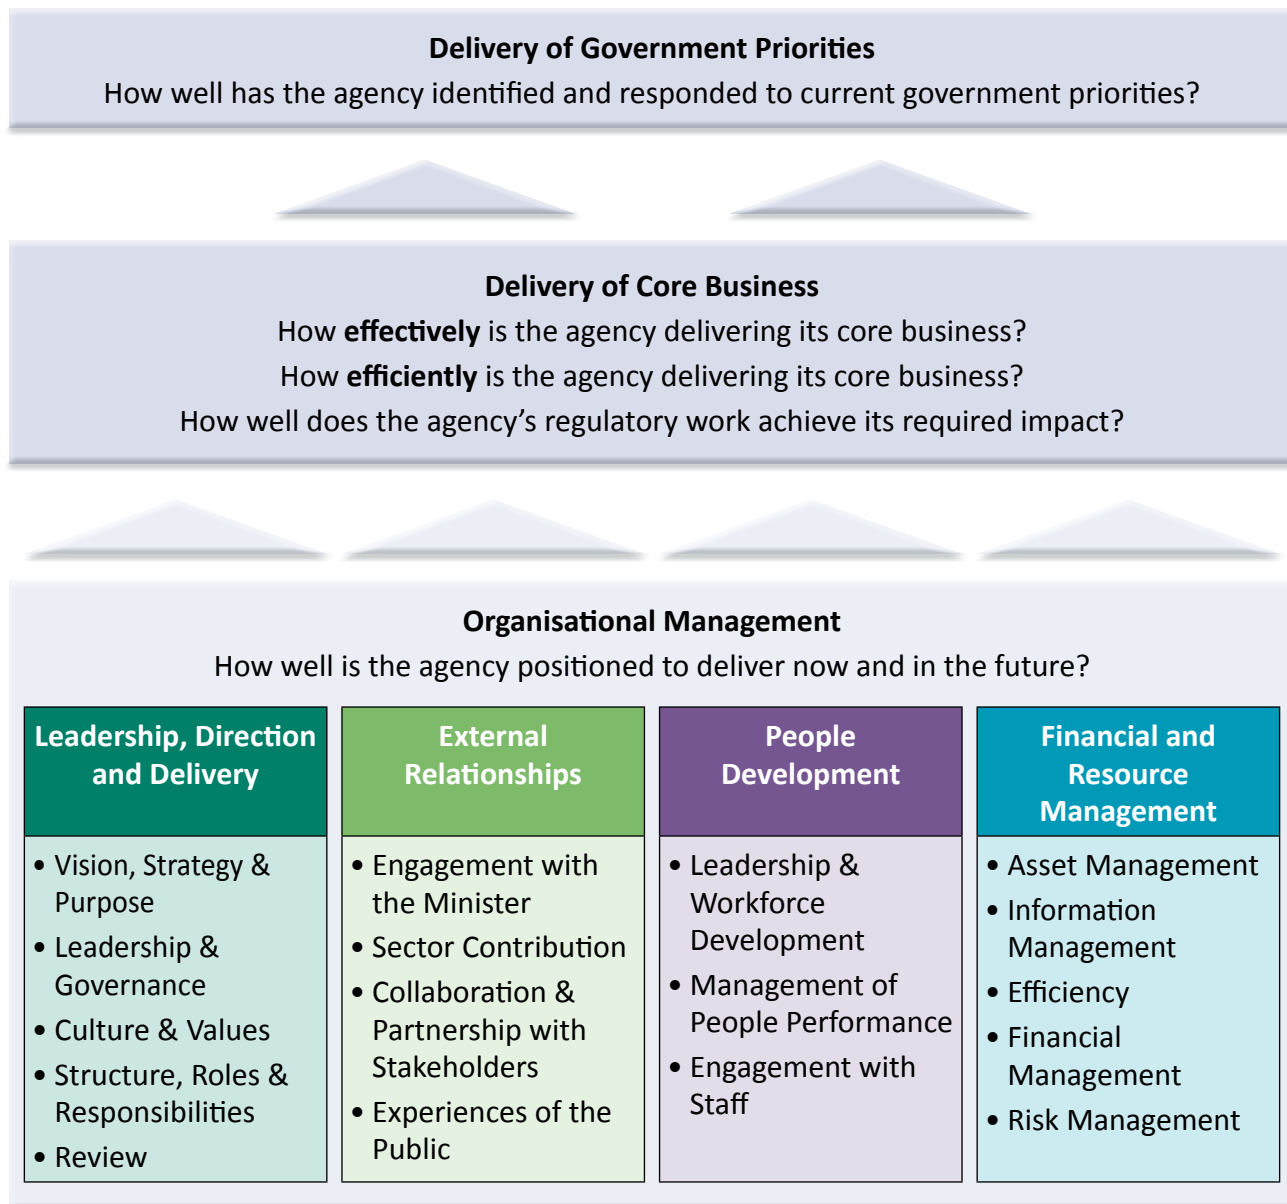 Delivery of Government Priorities
How well has the agency identified and responded to current government priorities?
Delivery of Core Business
How effectively is the agency delivering its core business?
How efficiently is the agency delivering its core business?
How well does the agency’s regulatory work achieve its required impact?
Organisational Management
How well is the agency positioned to deliver now and in the future?
Leadership, Direction
and Delivery
• Vision, Strategy &
Purpose
• Leadership &
Governance
• Culture & Values
• Structure, Roles &
Responsibilities
• Review
External
Relationships
• Engagement with
the Minister
• Sector Contribution
• Collaboration &
Partnership with
Stakeholders
• Experiences of the
Public
People
Development
• Leadership &
Workforce
Development
• Management of
People Performance
• Engagement with
Staff
Financial and
Resource
Management
• Asset Management
• Information
Management
• Efficiency
• Financial
Management
• Risk Management